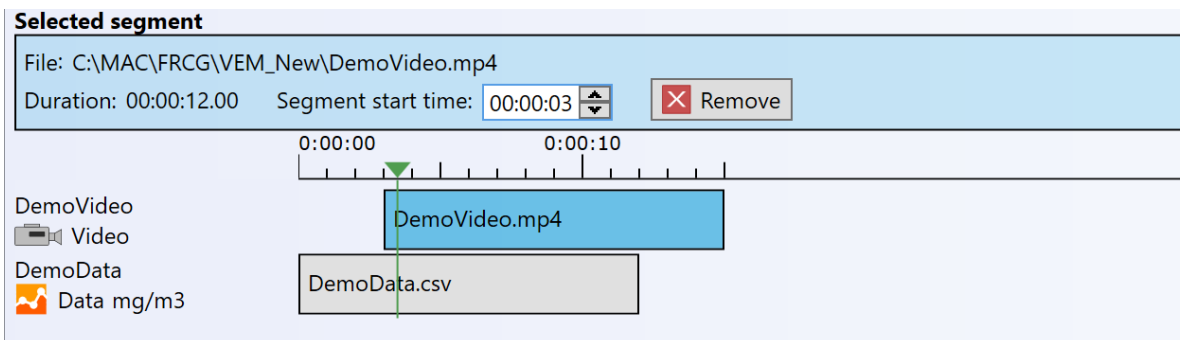 Selected segment
File: C:\MAC\FRCG\VEM_New\DemoVideo.mp4
Duration: 00:00:12.00 Segment start time: 00:00:03 Remove
0:00:00 0:00:10
DemoVideo
Video
DemoVideo.mp4
DemoData
Data mg/m3
DemoData.csv